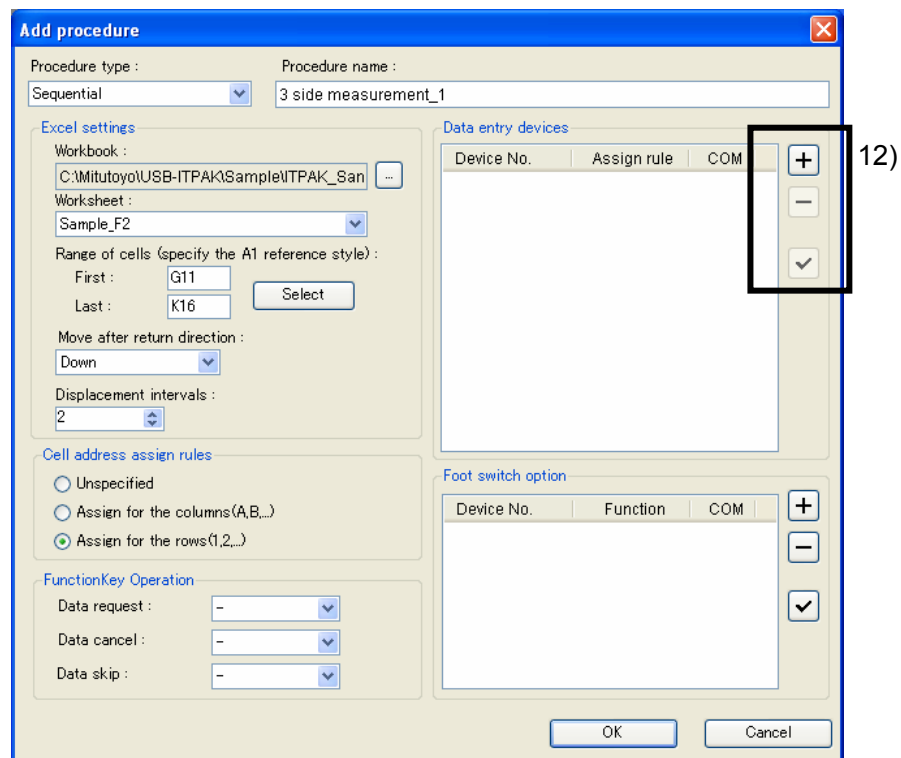 Add procedure
Procedure type :
Procedure name :
Sequential
3 side measurement_1
Excel settings
Workbook :
C:\Mitutoyo\USB-ITPAK\Sample\ITPAK_San
...
Worksheet :
Sample_F2
Range of cells (specify the A1 reference style) :
First :
G11
Last :
K16
Select
Move after return direction :
Down
Displacement intervals :
2
Cell address assign rules
Unspecified
Assign for the columns(A,B,...)
Assign for the rows(1,2,...)
FunctionKey Operation
Data request :
-
Data cancel :
-
Data skip :
-
Data entry devices
Device No. Assign rule COM
12)
Foot switch option
Device No. Function COM
OK
Cancel